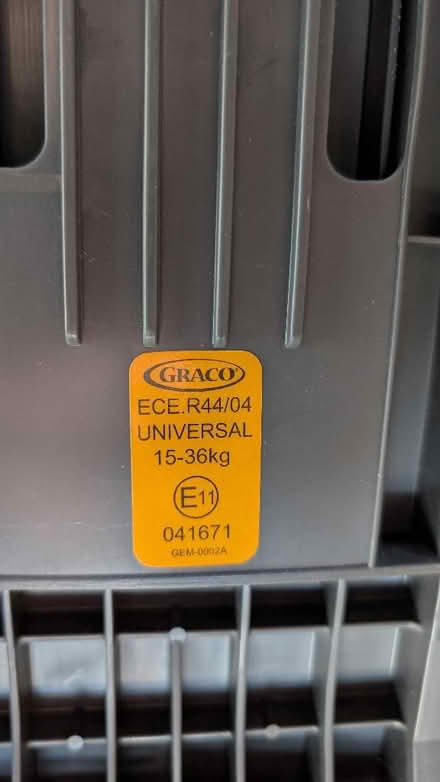 GRACO®
ECE.R44/04
UNIVERSAL
15-36kg
E11
041671
GEM-0002A